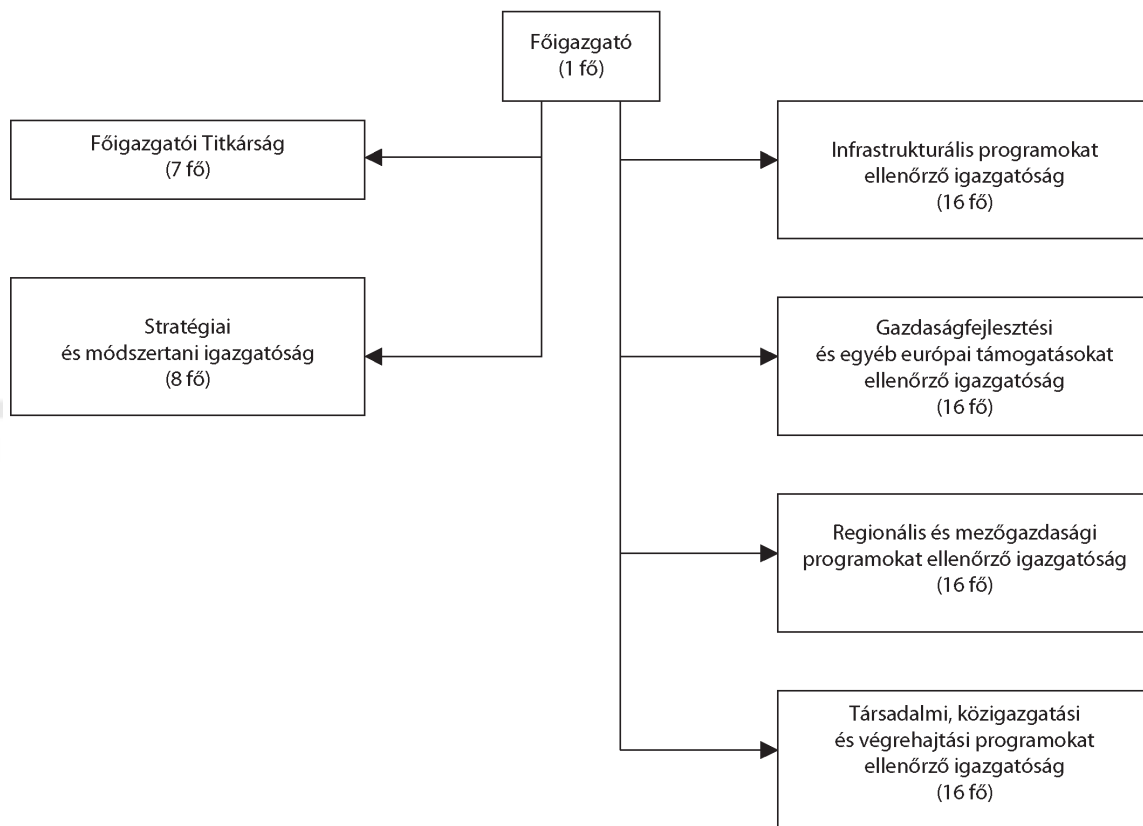 Főigazgató
(1 fő)
Főigazgatói Titkárság
(7 fő)
Stratégiai
és módszertani igazgatóság
(8 fő)
Infrastrukturális programokat
ellenőrző igazgatóság
(16 fő)
Gazdaságfejlesztési
és egyéb európai támogatásokat
ellenőrző igazgatóság
(16 fő)
Regionális és mezőgazdasági
programokat ellenőrző igazgatóság
(16 fő)
Társadalmi, közigazgatási
és végrehajtási programokat
ellenőrző igazgatóság
(16 fő)